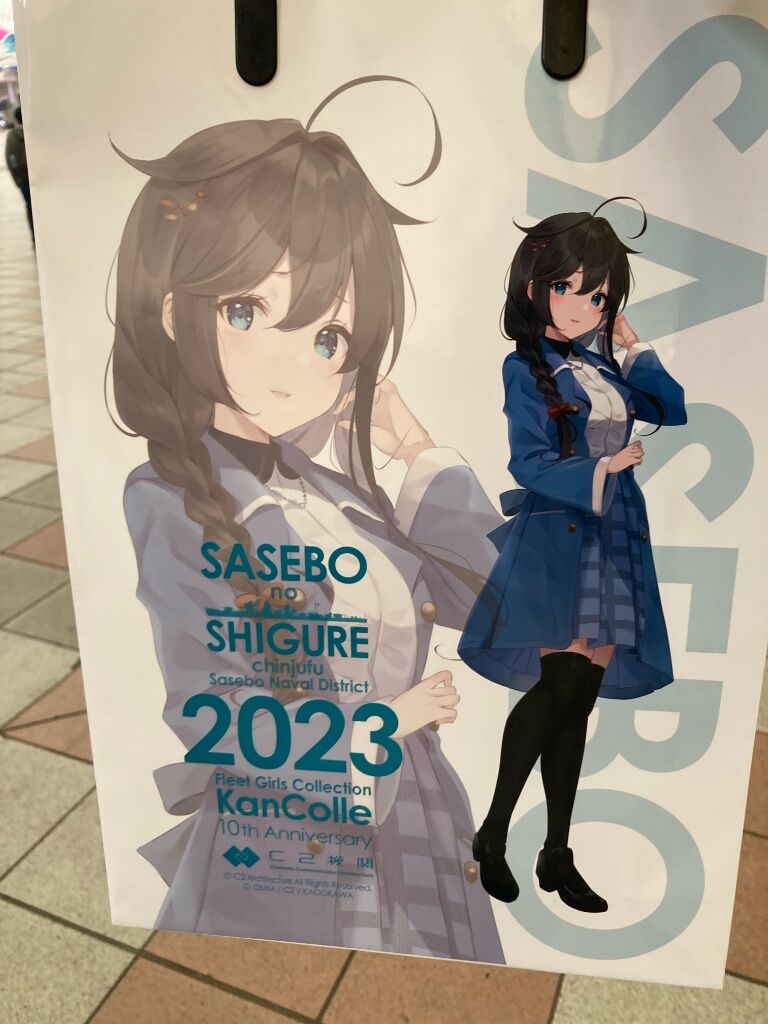 SASEBO
SASEBO
no
SHIGURE
chinjufu
Sasebo Naval District
2023
Fleet Girls Collection
KanColle
10th Anniversary
C2機関
© C2 Architecture All Rights Reserved.
© DMM / C2 / KADOKAWA